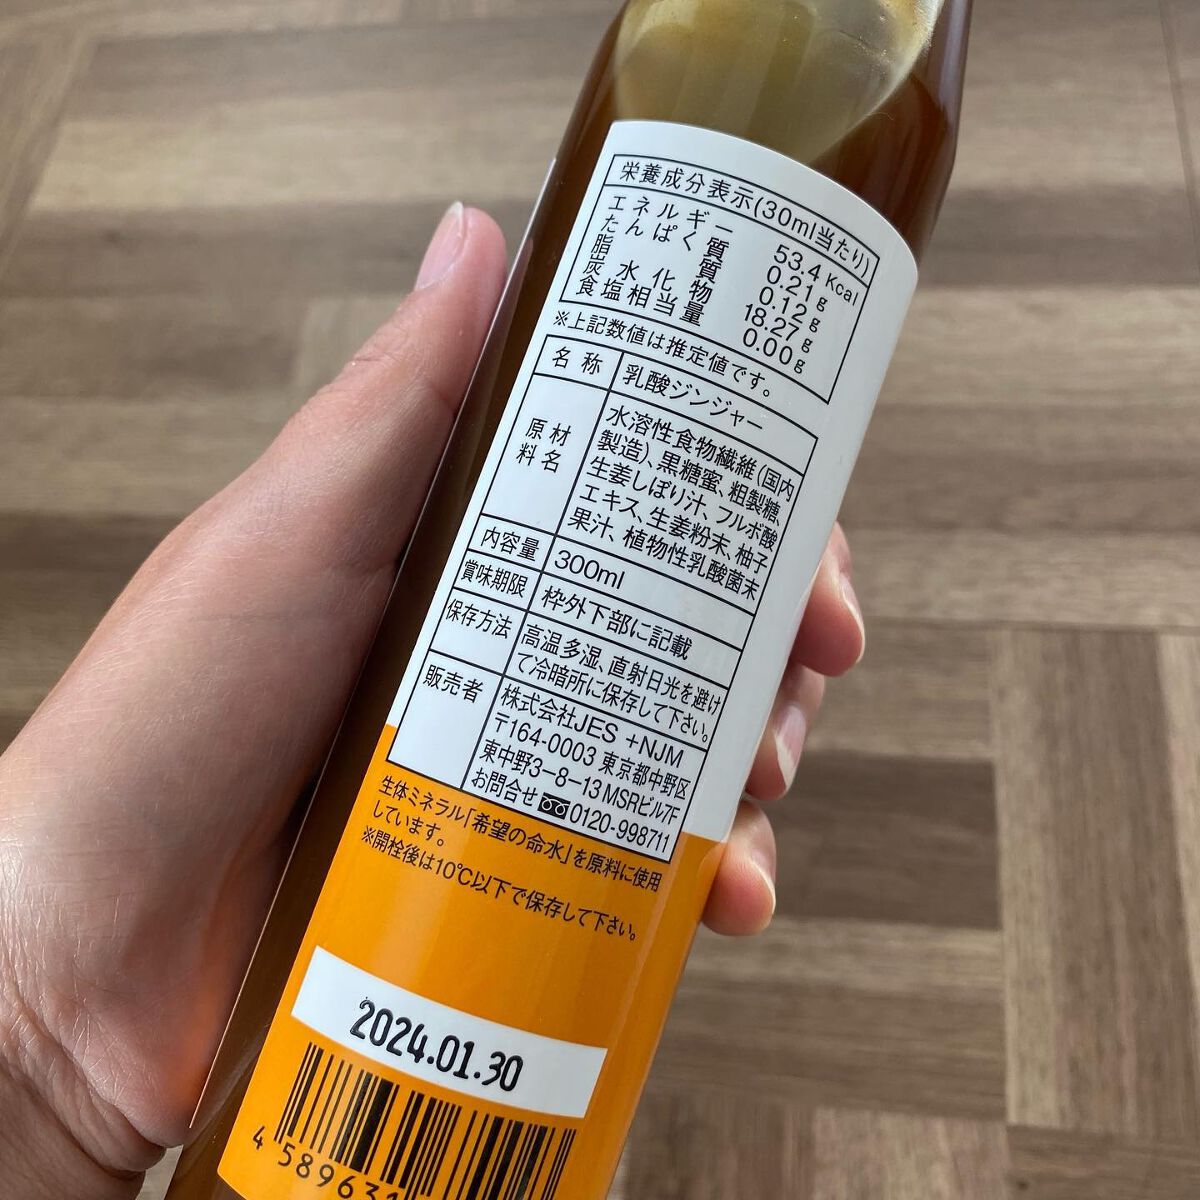 栄養成分表示(30ml当たり)
エネルギー 53.4 Kcal
たんぱく質 0.21g
脂質 0.12g
炭水化物 18.27g
食塩相当量 0.00g
※上記数値は推定値です。
名称 乳酸ジンジャー
原材料名 水溶性食物繊維(国内
製造)、黒糖蜜、粗製糖、
生姜しぼり汁、フルボ酸
エキス、生姜粉末、柚子
果汁、植物性乳酸菌末
内容量 300ml
賞味期限 枠外下部に記載
保存方法 高温多湿、直射日光を避け
て冷暗所に保存して下さい。
販売者 株式会社JES +NJM
〒164-0003 東京都中野区
東中野3-8-13 MSRビル7F
お問合せ 0120-998711
生体ミネラル「希望の命水」を原料に使用
しています。
※開栓後は10℃以下で保存して下さい。
2024.01.30
4 589631